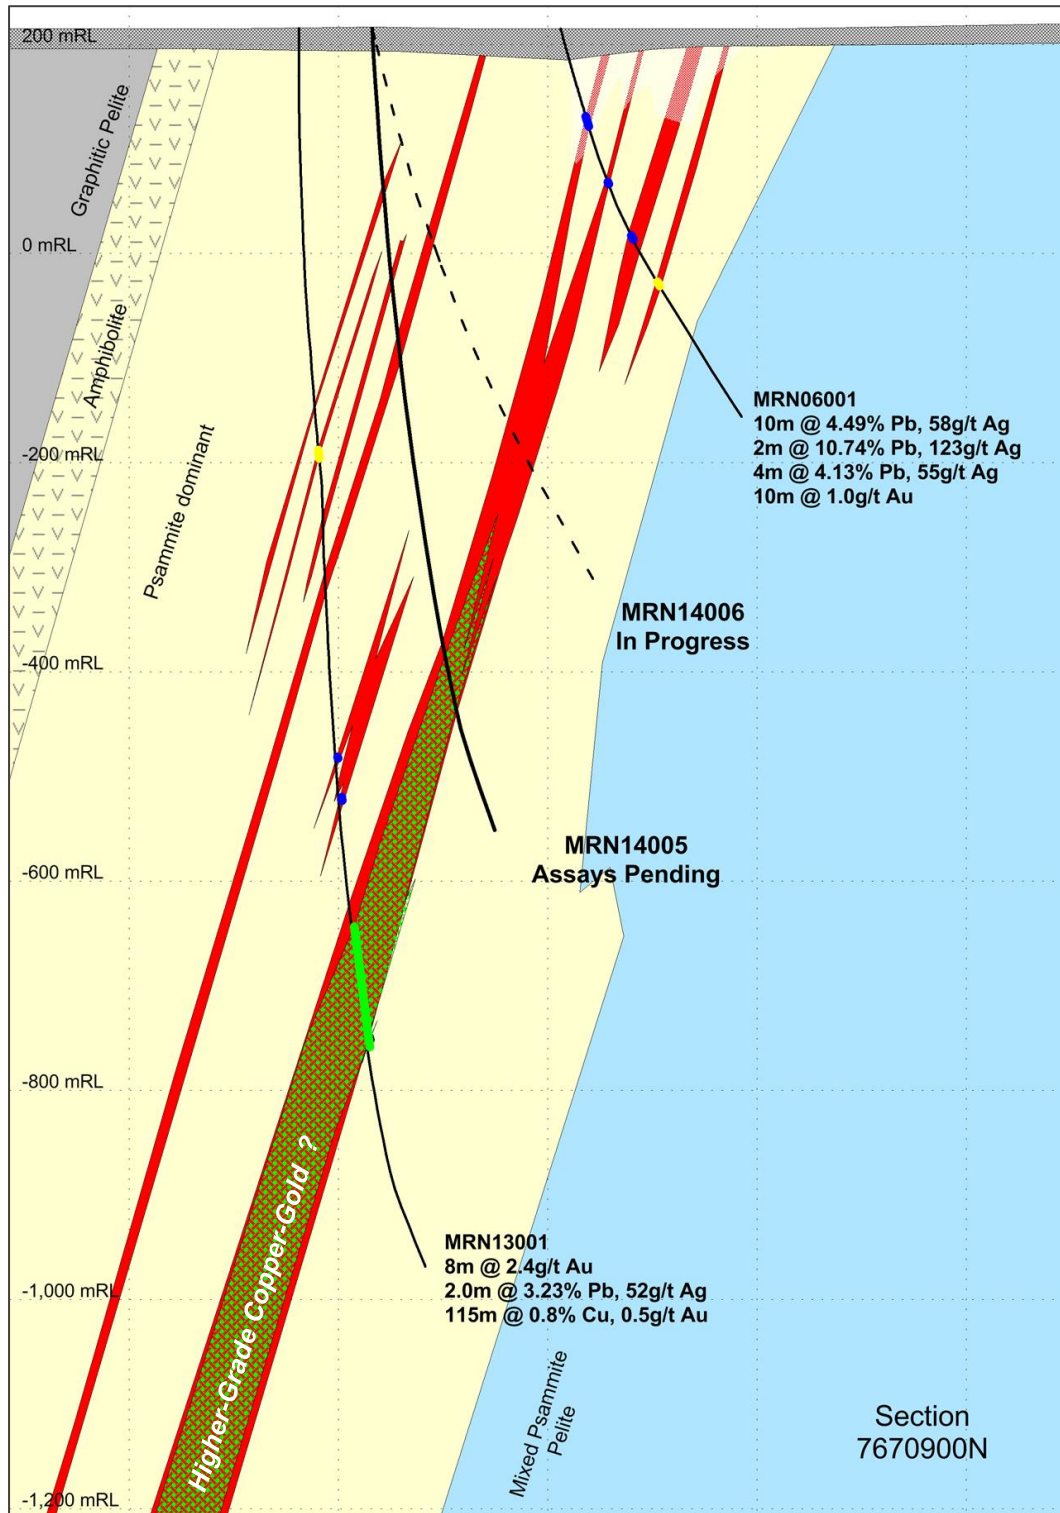 200 mRL
Graphitic Pelite
0 mRL
Amphibolite
MRN06001
10m @ 4.49% Pb, 58g/t Ag
2m @ 10.74% Pb, 123g/t Ag
4m @ 4.13% Pb, 55g/t Ag
10m @ 1.0g/t Au
-200 mRL
Psammite dominant
MRN14006
In Progress
-400 mRL
MRN14005
Assays Pending
-600 mRL
-800 mRL
Higher-Grade Copper-Gold ?
MRN13001
8m @ 2.4g/t Au
2.0m @ 3.23% Pb, 52g/t Ag
115m @ 0.8% Cu, 0.5g/t Au
-1,000 mRL
Mixed Psammite
Pelite
Section
7670900N
-1,200 mRL